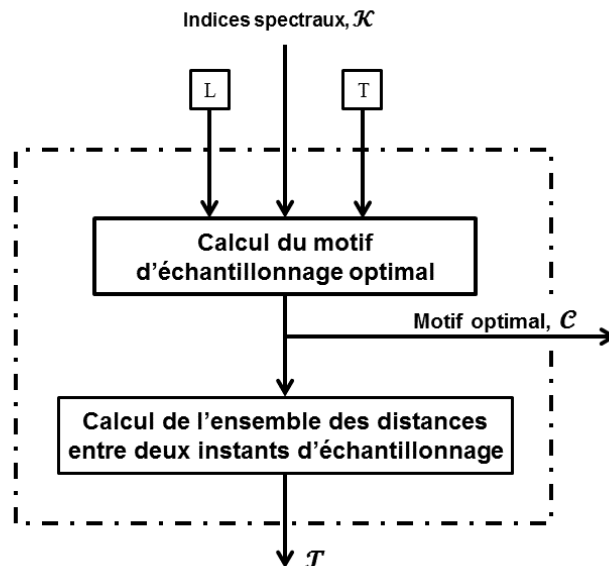 Indices spectraux, 𝒦
L
T
Calcul du motif
d’échantillonnage optimal
Motif optimal, 𝒞
Calcul de l’ensemble des distances
entre deux instants d’échantillonnage
𝒯